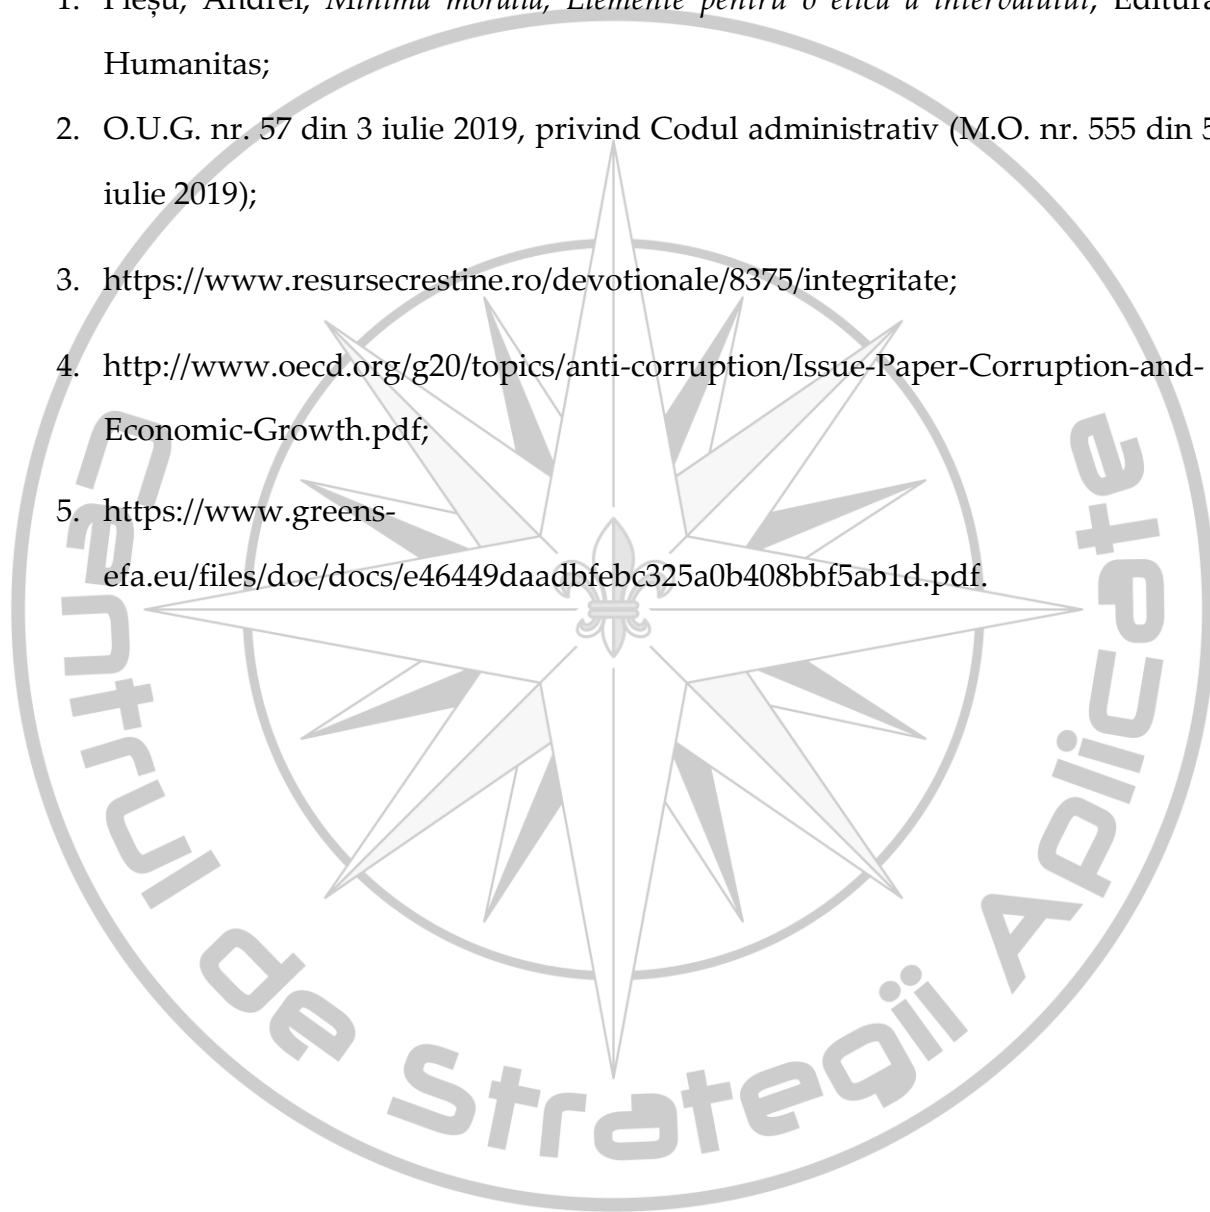 1. Pleșu, Andrei, Minima moralia, Elemente pentru o etică a intervalului, Editura
Humanitas;
2. O.U.G. nr. 57 din 3 iulie 2019, privind Codul administrativ (M.O. nr. 555 din 5
iulie 2019);
3. https://www.resursecrestine.ro/devotionale/8375/integritate;
4. http://www.oecd.org/g20/topics/anti-corruption/Issue-Paper-Corruption-and-
Economic-Growth.pdf;
5. https://www.greens-
efa.eu/files/doc/docs/e46449daadbfebc325a0b408bbf5ab1d.pdf.
Centrul de Strategii Aplicate